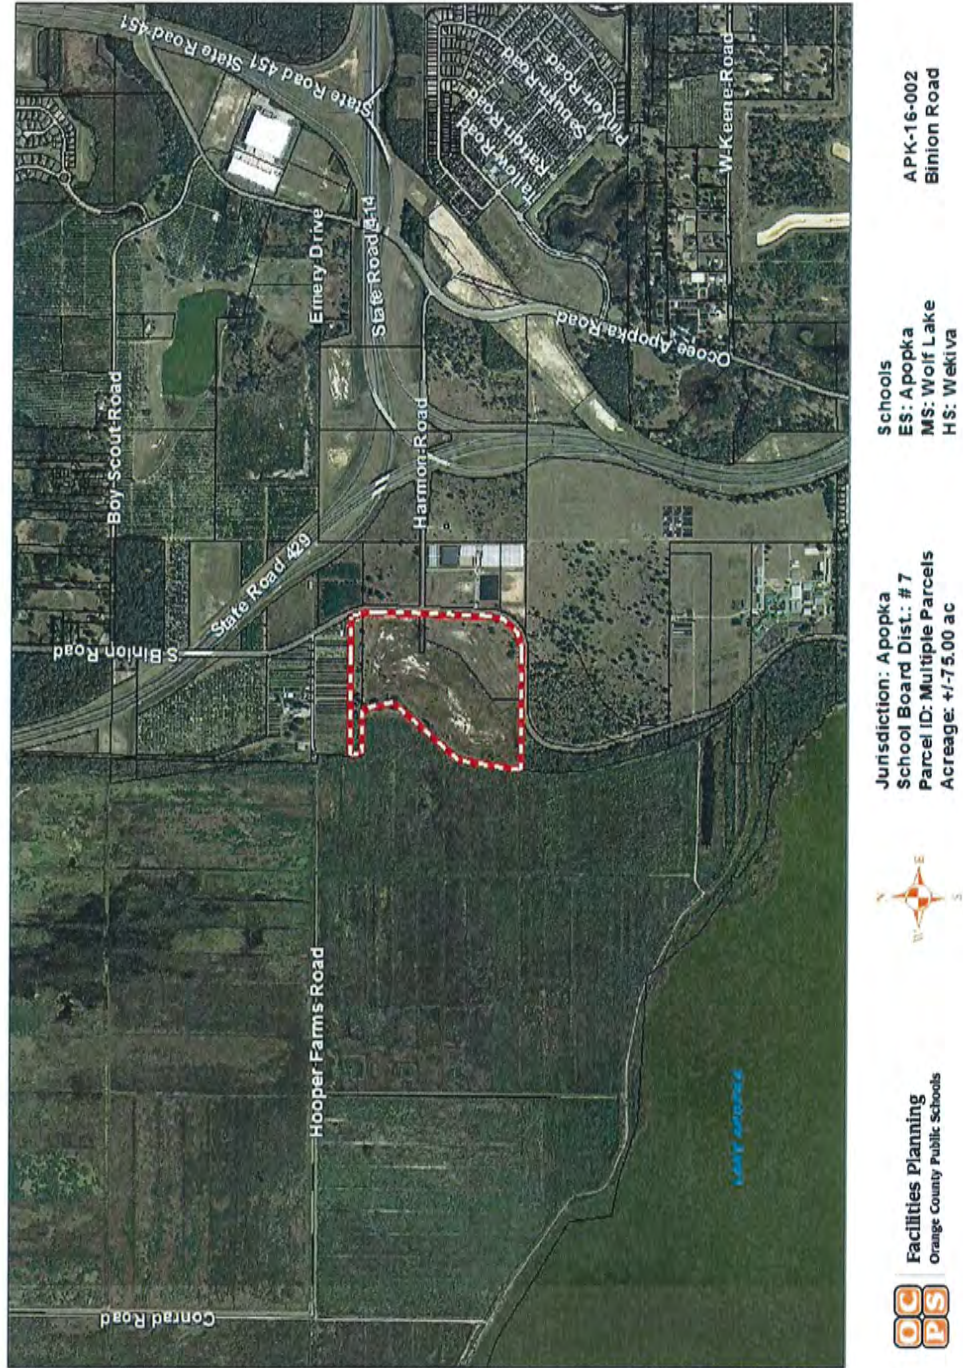 State Road 451
State Road 451
Boy Scout Road
S Binion Road
State Road 429
Emery Drive
State Road 414
Hooper Farms Road
Harmon Road
Ocoee Apopka Road
W Keene Road
Conrad Road
OC
PS
Facilities Planning
Orange County Public Schools
N
W
E
S
Jurisdiction: Apopka
School Board Dist.: # 7
Parcel ID: Multiple Parcels
Acreage: +/-75.00 ac
Schools
ES: Apopka
MS: Wolf Lake
HS: Wekiva
APK-16-002
Binion Road